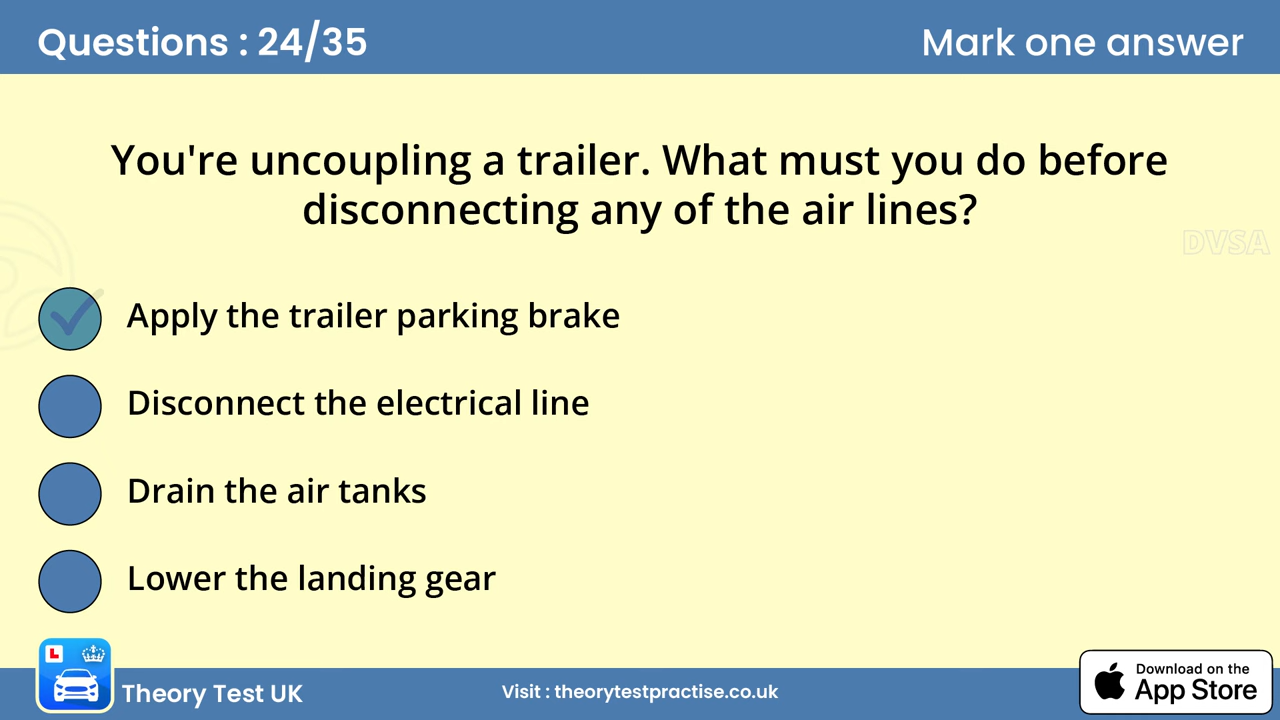 Questions : 24/35
Mark one answer
You're uncoupling a trailer. What must you do before
disconnecting any of the air lines?
DVSA
Apply the trailer parking brake
Disconnect the electrical line
Drain the air tanks
Lower the landing gear
L
Theory Test UK
Visit : theorytestpractise.co.uk
Download on the
App Store